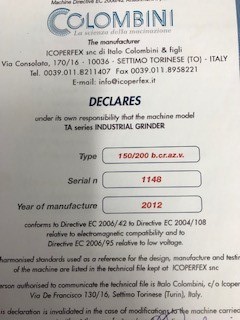 Machine Directive EC 2006/42
COLOMBINI
La scienza della macinazione
The manufacturer
ICOPERFEX snc di Italo Colombini & figli
Via Consolato, 170/16 - 10036 - SETTIMO TORINESE (TO) - ITALY
Tel. 0039.011.8211407 Fax 0039.011.8958221
E-mail: info@icoperfex.it
DECLARES
under its own responsibility that the machine model
TA series INDUSTRIAL GRINDER
Type 150/200 b.cr.az.v.
Serial n 1148
Year of manufacture 2012
conforms to Directive EC 2006/42 to Directive EC 2004/108
relative to electromagnetic compatibility and to
Directive EC 2006/95 relative to low voltage.
harmonised standards used as a reference for the design, manufacture and testing
of the machine are listed in the technical file kept at ICOPERFEX snc
person authorised to communicate the technical file is Italo Colombini, c/o Icoper
Via De Francisco 130/16, Settimo Torinese (Turin), Italy.
is declaration is invalidated in the case of modifications to the machine carried